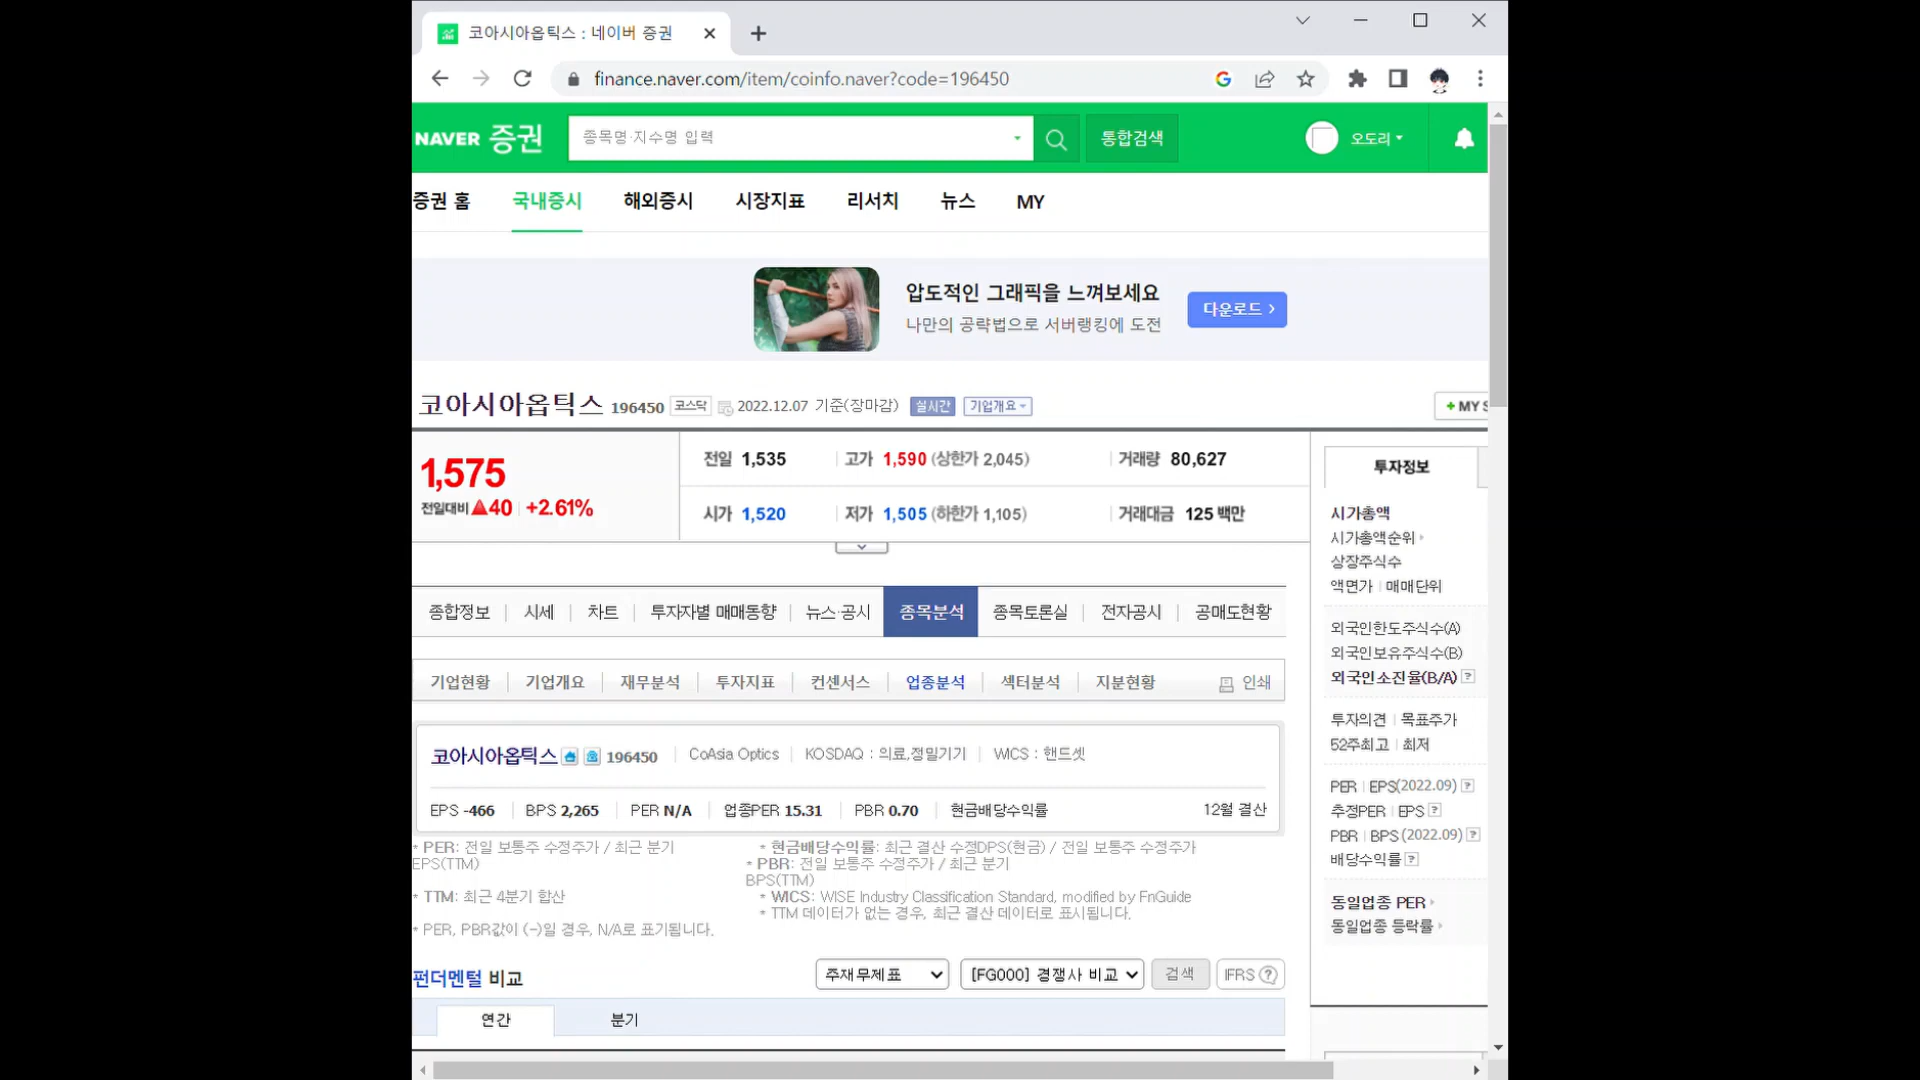 코아시아옵틱스 : 네이버 증권
finance.naver.com/item/coinfo.naver?code=196450
NAVER 증권 종목명·지수명 입력 통합검색 오도리
증권 홈 국내증시 해외증시 시장지표 리서치 뉴스 MY
압도적인 그래픽을 느껴보세요
나만의 공략법으로 서버랭킹에 도전
다운로드 >
코아시아옵틱스 196450 코스닥 2022.12.07 기준(장마감) 실시간 기업개요 + MY S
1,575
전일대비 ▲40 +2.61%
전일 1,535 고가 1,590 (상한가 2,045) 거래량 80,627
시가 1,520 저가 1,505 (하한가 1,105) 거래대금 125 백만
종합정보 시세 차트 투자자별 매매동향 뉴스·공시 종목분석 종목토론실 전자공시 공매도현황
기업현황 기업개요 재무분석 투자지표 컨센서스 업종분석 섹터분석 지분현황 인쇄
코아시아옵틱스 196450 CoAsia Optics KOSDAQ : 의료,정밀기기 WICS : 핸드셋
EPS -466 BPS 2,265 PER N/A 업종PER 15.31 PBR 0.70 현금배당수익률 12월 결산
* PER: 전일 보통주 수정주가 / 최근 분기
EPS(TTM)
* TTM: 최근 4분기 합산
* PER, PBR값이 (-)일 경우, N/A로 표기됩니다.
* 현금배당수익률: 최근 결산 수정DPS(현금) / 전일 보통주 수정주가
* PBR: 전일 보통주 수정주가 / 최근 분기
BPS(TTM)
* WICS: WISE Industry Classification Standard, modified by FnGuide
* TTM 데이터가 없는 경우, 최근 결산 데이터로 표시됩니다.
펀더멘털 비교 주재무제표 [FG000] 경쟁사 비교 검색 IFRS ?
연간 분기
투자정보
시가총액
시가총액순위
상장주식수
액면가 매매단위
외국인한도주식수(A)
외국인보유주식수(B)
외국인소진율(B/A) ?
투자의견 목표주가
52주최고 최저
PER EPS(2022.09) ?
추정PER EPS ?
PBR BPS (2022.09) ?
배당수익률 ?
동일업종 PER
동일업종 등락률